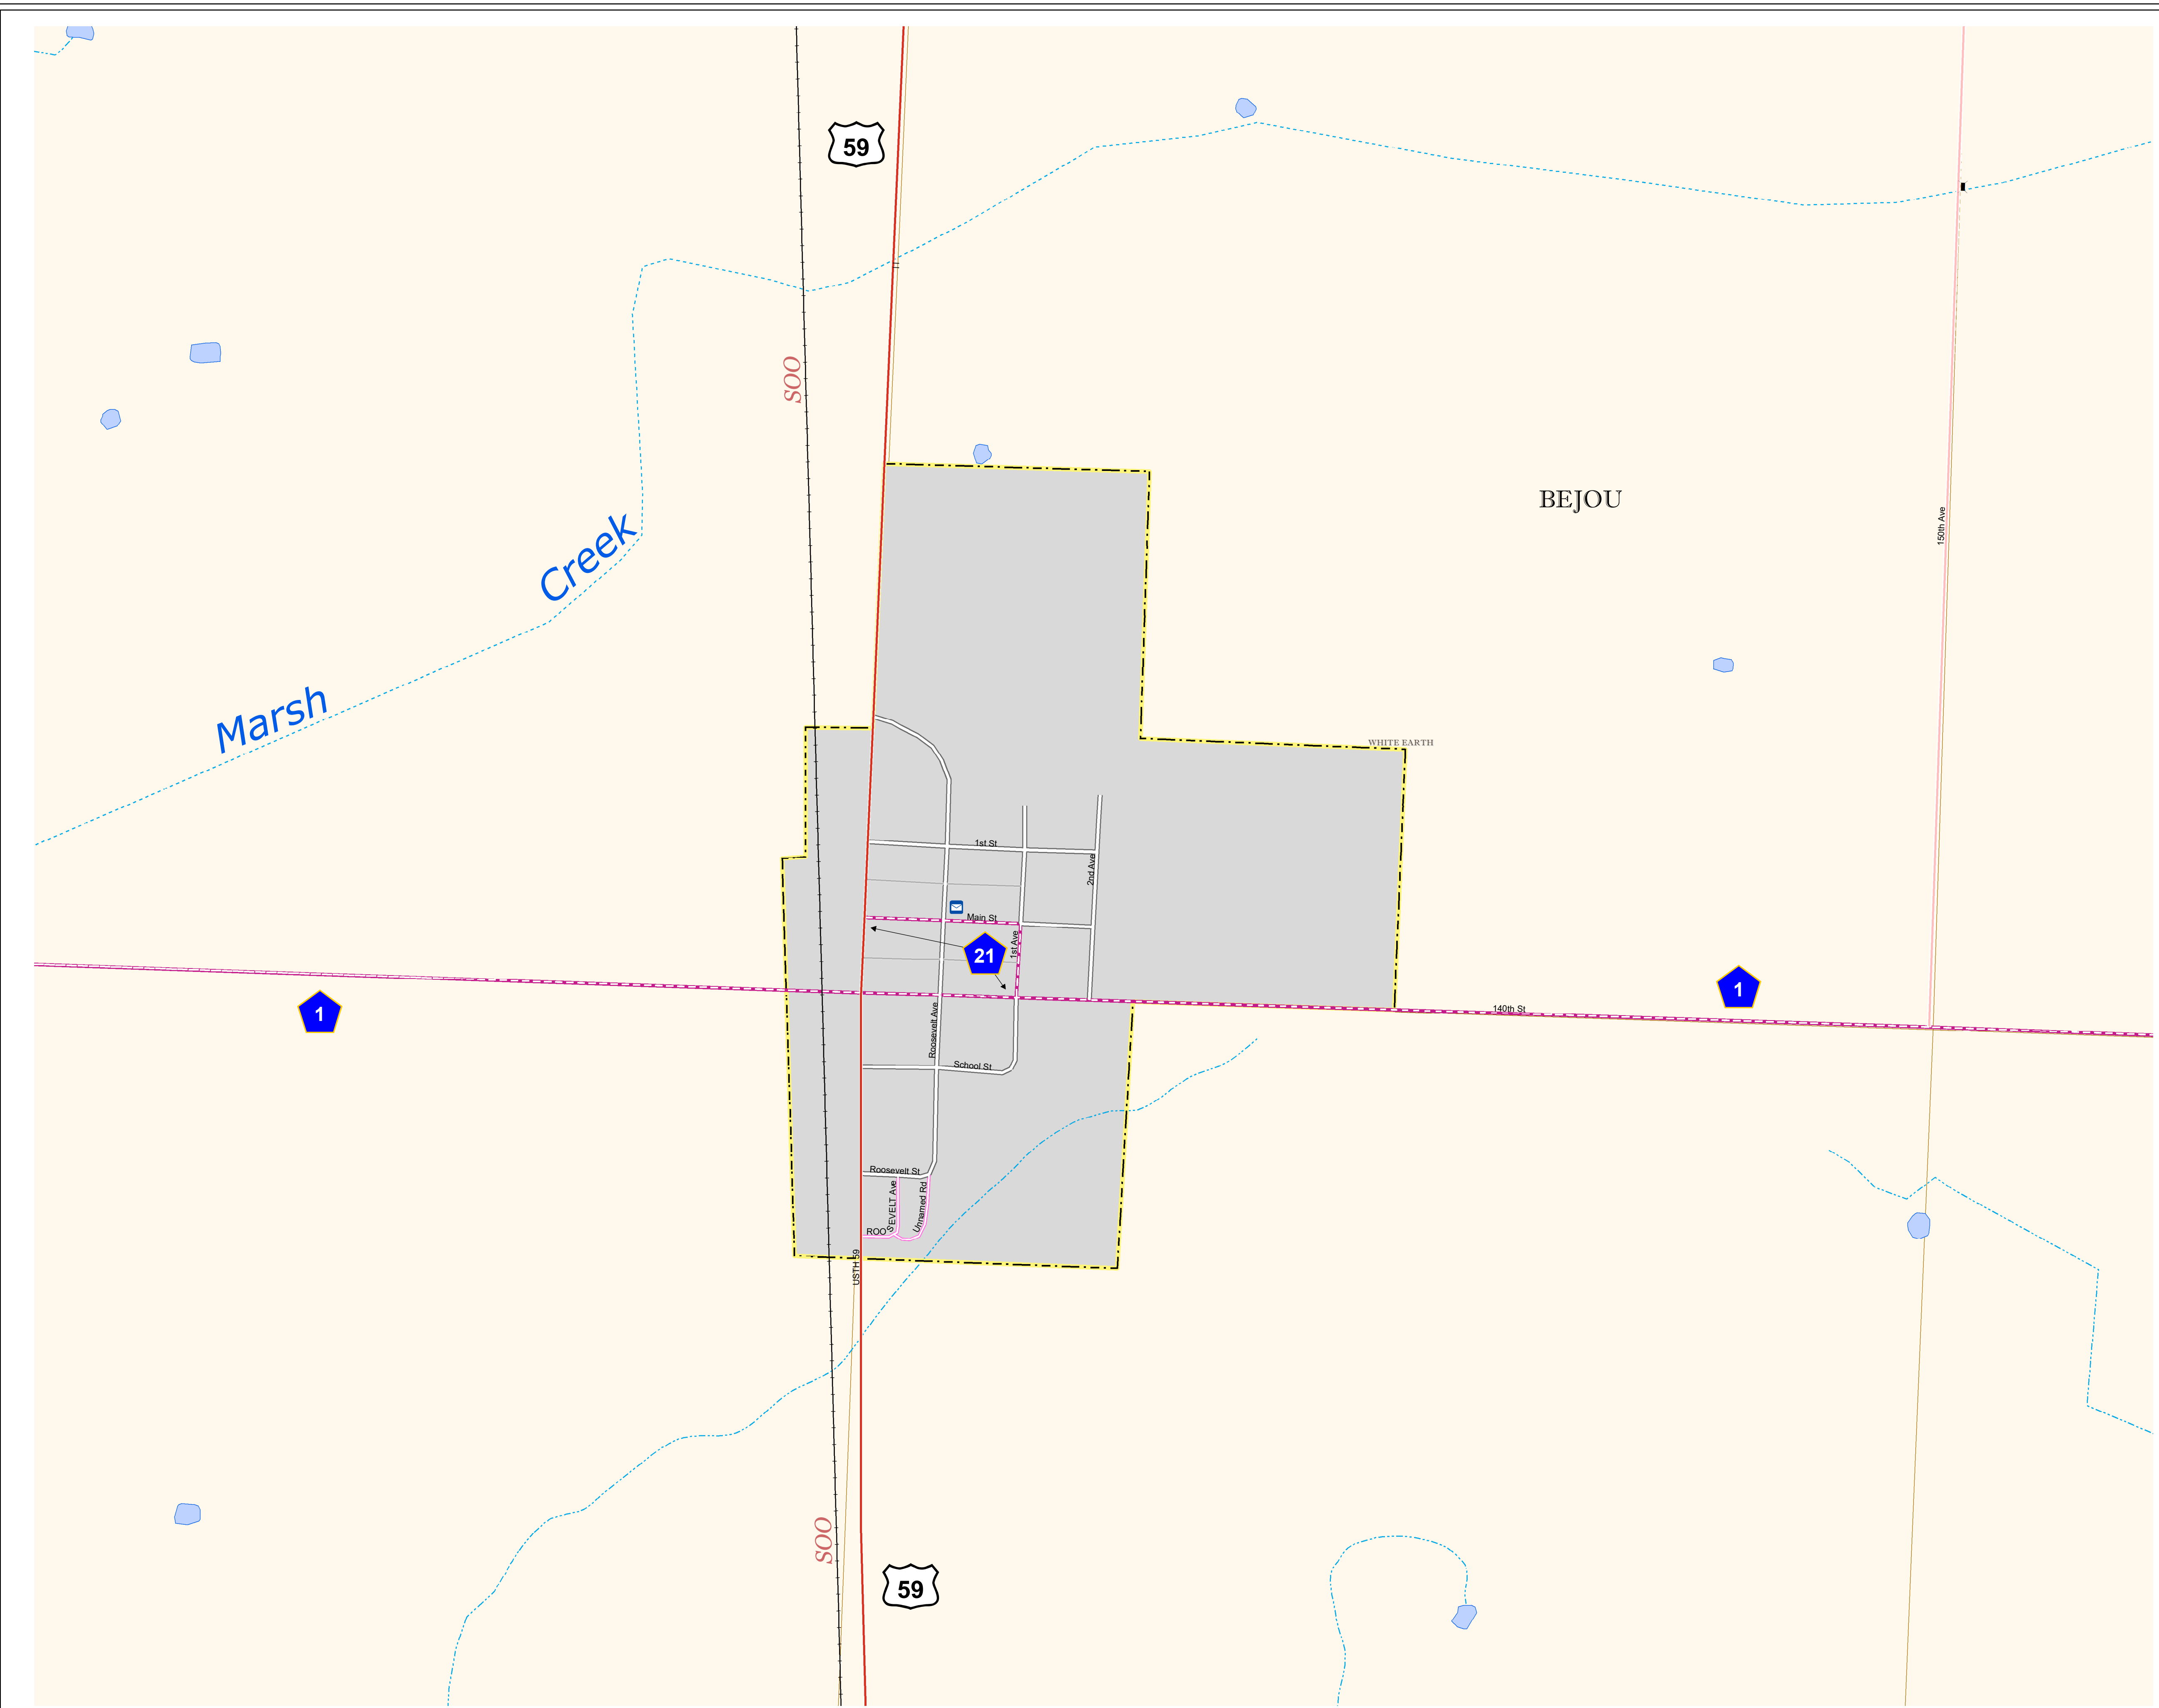 59
SOO
BEJOU
150th Ave
Creek
Marsh
WHITE EARTH
1st St
2nd Ave
Main St
1st Ave
21
1
1
140th St
Roosevelt Ave
School St
Roosevelt St
ROO
SEVELT Ave
Unnamed Rd
USTH 59
SOO
59